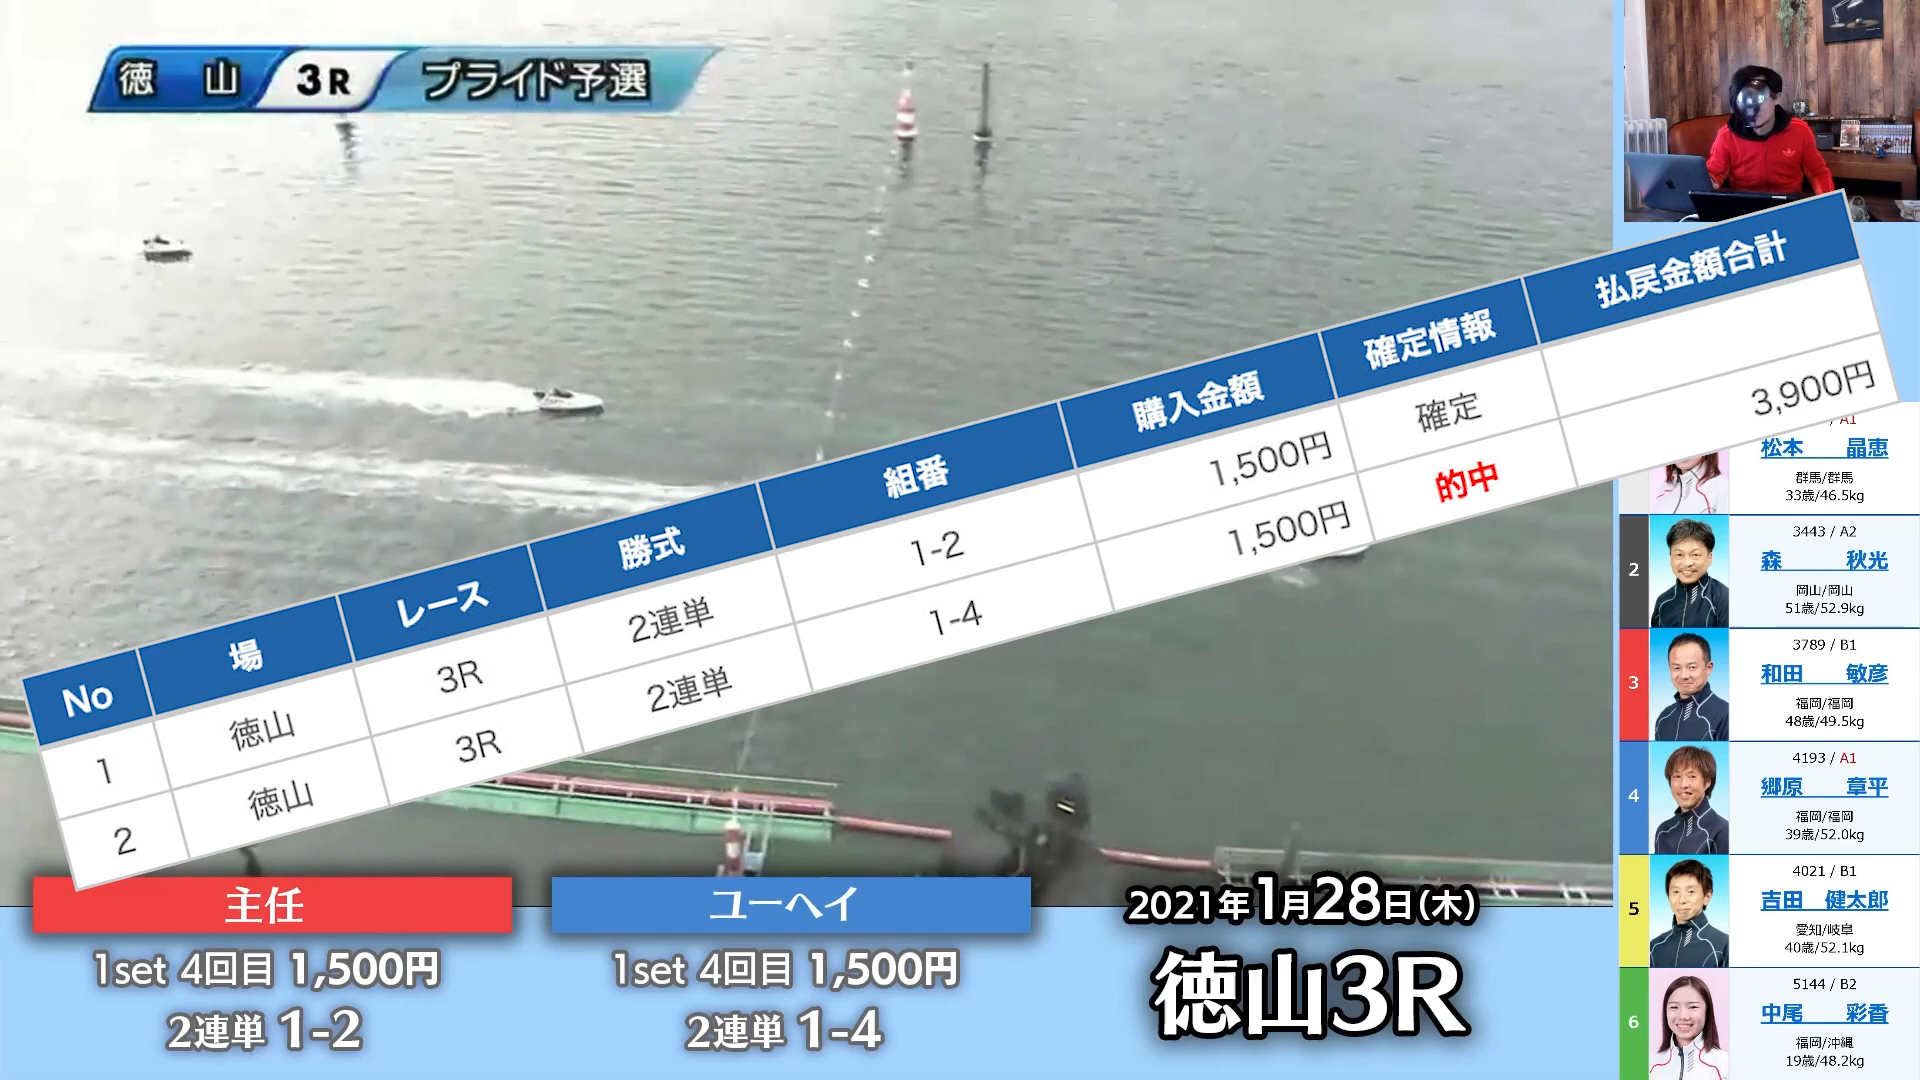 徳 山 3R プライド予選
No 場 レース 勝式 組番 購入金額 確定情報 払戻金額合計
1 徳山 3R 2連単 1-2 1,500円 確定
2 徳山 3R 2連単 1-4 1,500円 的中 3,900円
主任
1set 4回目 1,500円
2連単 1-2
ユーヘイ
1set 4回目 1,500円
2連単 1-4
2021年1月28日(木)
徳山3R
/ A1
松本 晶恵
群馬/群馬
33歳/46.5kg
2
3443 / A2
森 秋光
岡山/岡山
51歳/52.9kg
3
3789 / B1
和田 敏彦
福岡/福岡
48歳/49.5kg
4
4193 / A1
郷原 章平
福岡/福岡
39歳/52.0kg
5
4021 / B1
吉田 健太郎
愛知/岐阜
40歳/52.1kg
6
5144 / B2
中尾 彩香
福岡/沖縄
19歳/48.2kg